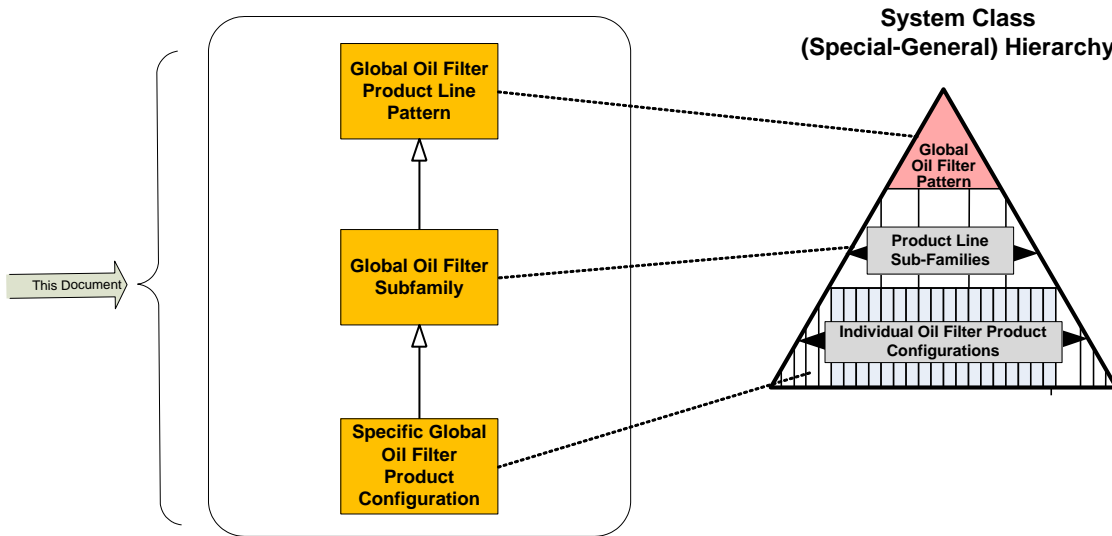 System Class
(Special-General) Hierarchy
Global Oil Filter
Product Line
Pattern
Global
Oil Filter
Pattern
Global Oil Filter
Subfamily
Product Line
Sub-Families
This Document
Individual Oil Filter Product
Configurations
Specific Global
Oil Filter
Product
Configuration